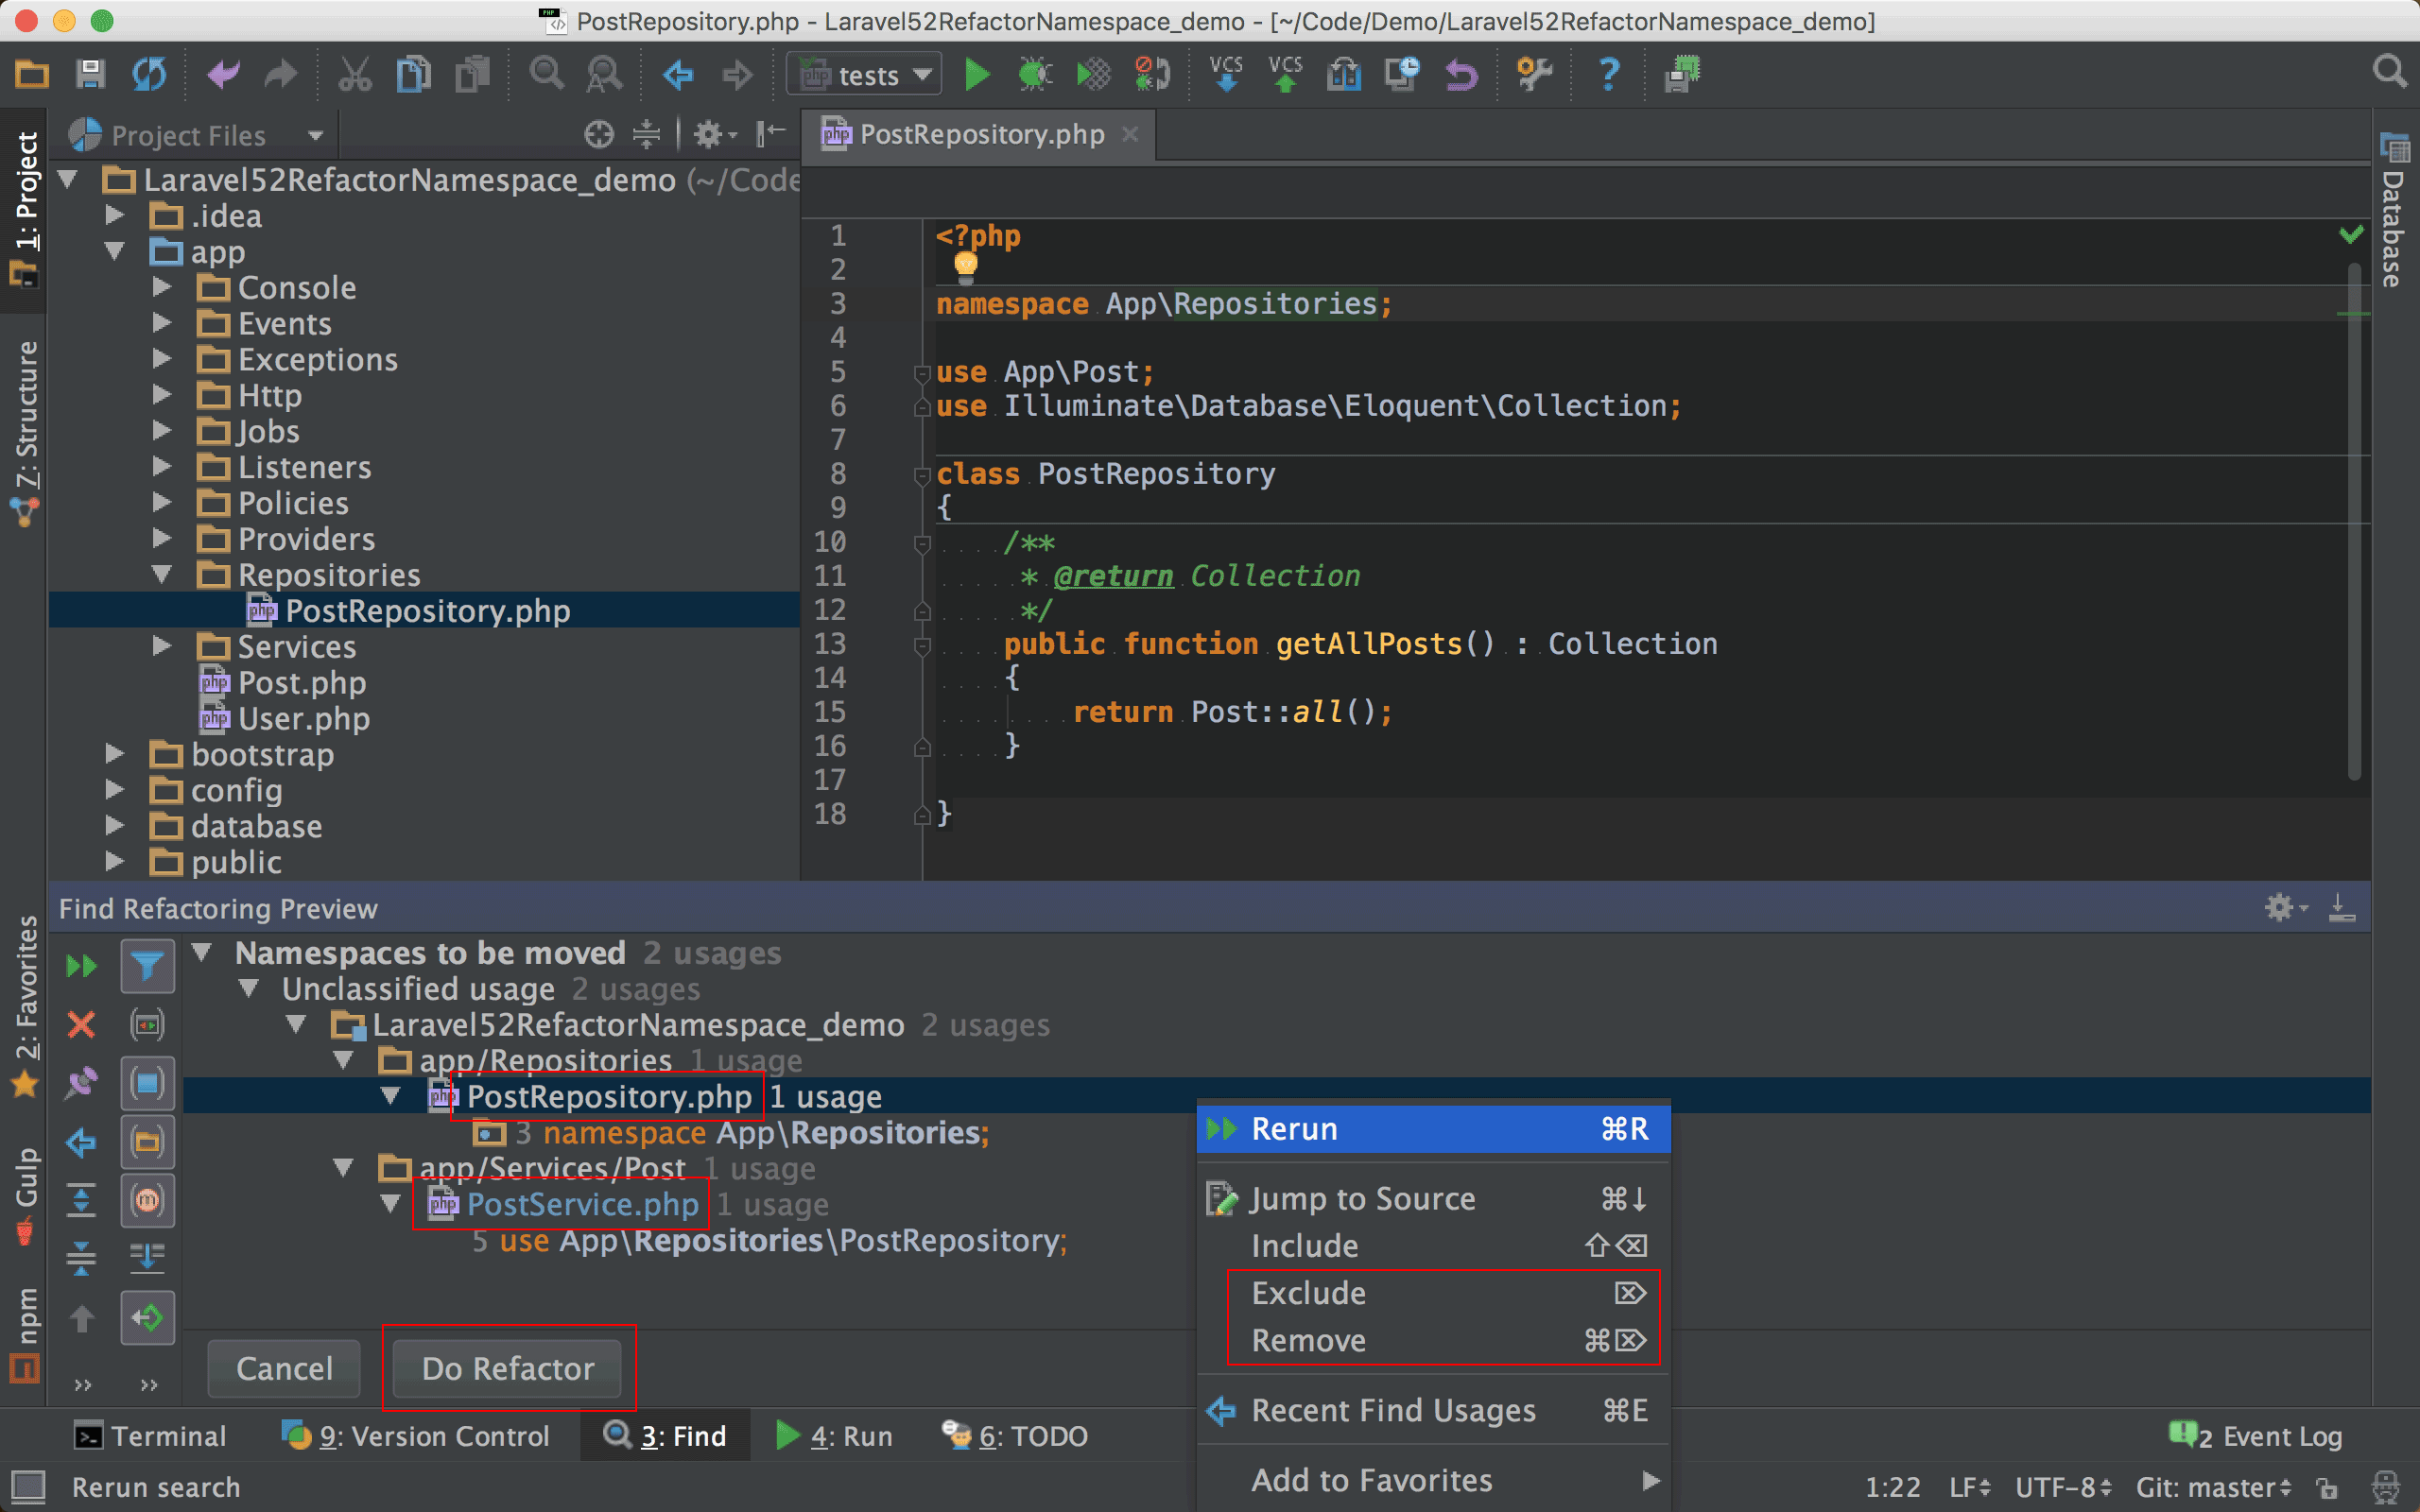 PostRepository.php - Laravel52RefactorNamespace_demo - [~/Code/Demo/Laravel52RefactorNamespace_demo]
php tests VCS VCS ?
1: Project
7: Structure
2: Favorites
Gulp
npm
Project Files
Laravel52RefactorNamespace_demo (~/Code
.idea
app
Console
Events
Exceptions
Http
Jobs
Listeners
Policies
Providers
Repositories
php PostRepository.php
Services
php Post.php
php User.php
bootstrap
config
database
public
php PostRepository.php
1 <?php
2
3 namespace App\Repositories;
4
5 use App\Post;
6 use Illuminate\Database\Eloquent\Collection;
7
8 class PostRepository
9 {
10 /**
11 * @return Collection
12 */
13 public function getAllPosts() : Collection
14 {
15 return Post::all();
16 }
17
18 }
Database
Find Refactoring Preview
Namespaces to be moved 2 usages
Unclassified usage 2 usages
Laravel52RefactorNamespace_demo 2 usages
app/Repositories 1 usage
php PostRepository.php 1 usage
3 namespace App\Repositories;
app/Services/Post 1 usage
php PostService.php 1 usage
5 use App\Repositories\PostRepository;
Cancel
Do Refactor
Rerun ⌘R
Jump to Source ⌘↓
Include ⇧⌫
Exclude ⌦
Remove ⌘⌦
Recent Find Usages ⌘E
Add to Favorites
Terminal
9: Version Control
3: Find
4: Run
6: TODO
2 Event Log
Rerun search
1:22 LF UTF-8 Git: master